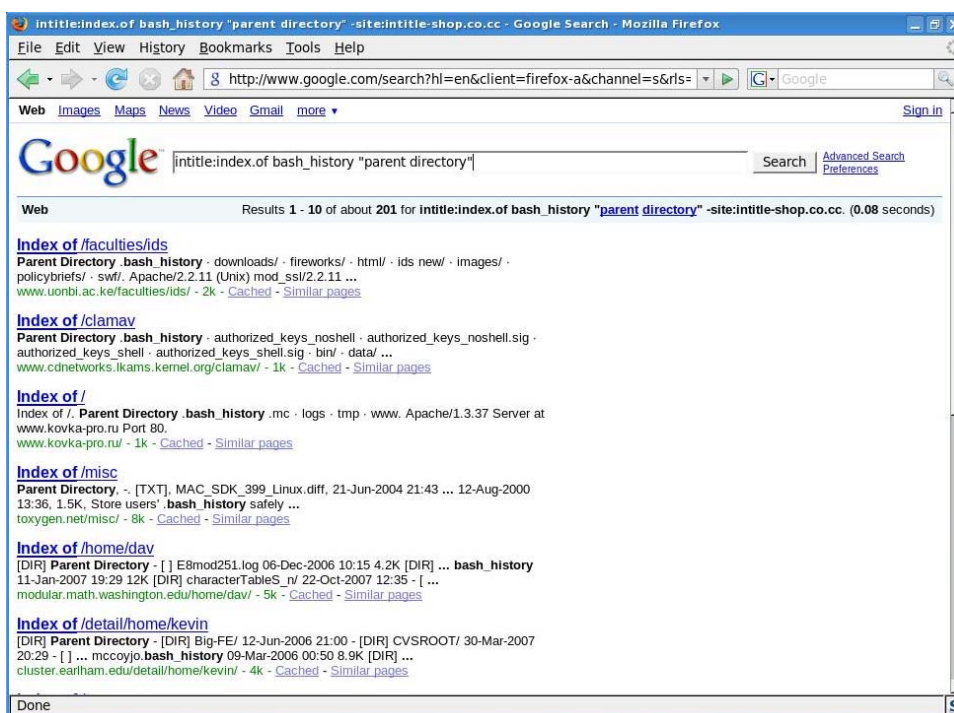 intitle:index.of bash_history "parent directory" -site:intitle-shop.co.cc - Google Search - Mozilla Firefox
File Edit View History Bookmarks Tools Help
http://www.google.com/search?hl=en&client=firefox-a&channel=s&rls= G Google
Web Images Maps News Video Gmail more ▼ Sign in
Google™ intitle:index.of bash_history "parent directory" Search Advanced Search
Preferences
Web Results 1 - 10 of about 201 for intitle:index.of bash_history "parent directory" -site:intitle-shop.co.cc. (0.08 seconds)
Index of /faculties/ids
Parent Directory .bash_history · downloads/ · fireworks/ · html/ · ids new/ · images/ ·
policybriefs/ · swf/. Apache/2.2.11 (Unix) mod_ssl/2.2.11 ...
www.uonbi.ac.ke/faculties/ids/ - 2k - Cached - Similar pages
Index of /clamav
Parent Directory .bash_history · authorized_keys_noshell · authorized_keys_noshell.sig ·
authorized_keys_shell · authorized_keys_shell.sig · bin/ · data/ ...
www.cdnetworks.lkams.kernel.org/clamav/ - 1k - Cached - Similar pages
Index of /
Index of /. Parent Directory .bash_history .mc · logs · tmp · www. Apache/1.3.37 Server at
www.kovka-pro.ru Port 80.
www.kovka-pro.ru/ - 1k - Cached - Similar pages
Index of /misc
Parent Directory, -. [TXT], MAC_SDK_399_Linux.diff, 21-Jun-2004 21:43 ... 12-Aug-2000
13:36, 1.5K, Store users' .bash_history safely ...
toxygen.net/misc/ - 8k - Cached - Similar pages
Index of /home/dav
[DIR] Parent Directory - [ ] E8mod251.log 06-Dec-2006 10:15 4.2K [DIR] ... bash_history
11-Jan-2007 19:29 12K [DIR] characterTableS_n/ 22-Oct-2007 12:35 - [ ...
modular.math.washington.edu/home/dav/ - 5k - Cached - Similar pages
Index of /detail/home/kevin
[DIR] Parent Directory - [DIR] Big-FE/ 12-Jun-2006 21:00 - [DIR] CVSROOT/ 30-Mar-2007
20:29 - [ ] ... mccoyjo.bash_history 09-Mar-2006 00:50 8.9K [DIR] ...
cluster.earlham.edu/detail/home/kevin/ - 4k - Cached - Similar pages
Done